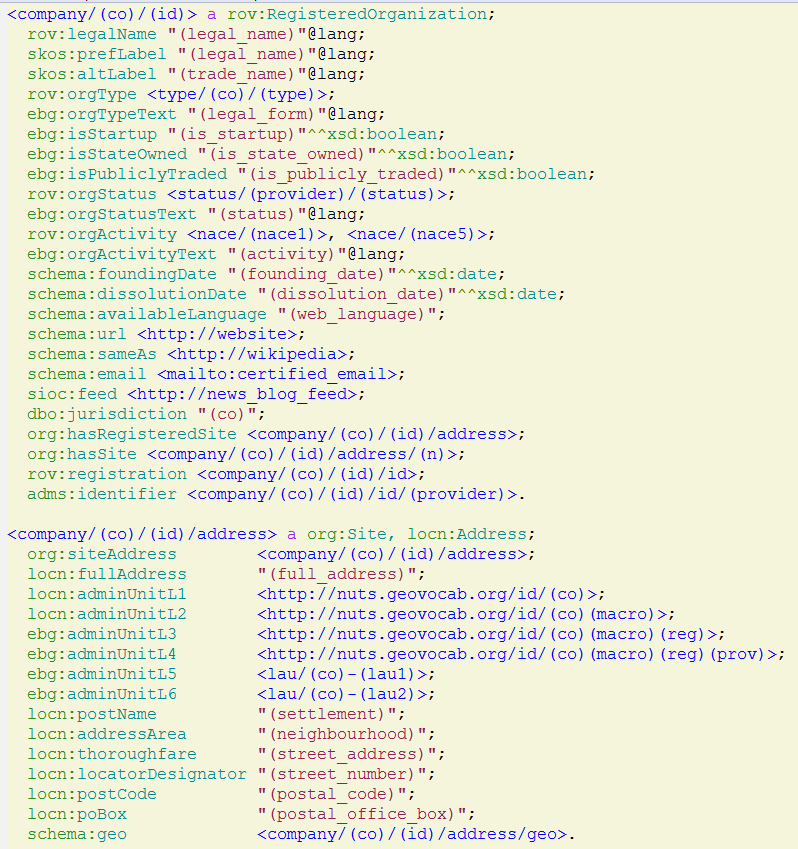 <company/(co)/(id)> a rov:RegisteredOrganization;
  rov:legalName "(legal_name)"@lang;
  skos:prefLabel "(legal_name)"@lang;
  skos:altLabel "(trade_name)"@lang;
  rov:orgType <type/(co)/(type)>;
  ebg:orgTypeText "(legal_form)"@lang;
  ebg:isStartup "(is_startup)"^^xsd:boolean;
  ebg:isStateOwned "(is_state_owned)"^^xsd:boolean;
  ebg:isPubliclyTraded "(is_publicly_traded)"^^xsd:boolean;
  rov:orgStatus <status/(provider)/(status)>;
  ebg:orgStatusText "(status)"@lang;
  rov:orgActivity <nace/(nace1)>, <nace/(nace5)>;
  ebg:orgActivityText "(activity)"@lang;
  schema:foundingDate "(founding_date)"^^xsd:date;
  schema:dissolutionDate "(dissolution_date)"^^xsd:date;
  schema:availableLanguage "(web_language)";
  schema:url <http://website>;
  schema:sameAs <http://wikipedia>;
  schema:email <mailto:certified_email>;
  sioc:feed <http://news_blog_feed>;
  dbo:jurisdiction "(co)";
  org:hasRegisteredSite <company/(co)/(id)/address>;
  org:hasSite <company/(co)/(id)/address/(n)>;
  rov:registration <company/(co)/(id)/id>;
  adms:identifier <company/(co)/(id)/id/(provider)>.

<company/(co)/(id)/address> a org:Site, locn:Address;
  org:siteAddress        <company/(co)/(id)/address>;
  locn:fullAddress       "(full_address)";
  locn:adminUnitL1       <http://nuts.geovocab.org/id/(co)>;
  locn:adminUnitL2       <http://nuts.geovocab.org/id/(co)(macro)>;
  ebg:adminUnitL3        <http://nuts.geovocab.org/id/(co)(macro)(reg)>;
  ebg:adminUnitL4        <http://nuts.geovocab.org/id/(co)(macro)(reg)(prov)>;
  ebg:adminUnitL5        <lau/(co)-(lau1)>;
  ebg:adminUnitL6        <lau/(co)-(lau2)>;
  locn:postName          "(settlement)";
  locn:addressArea       "(neighbourhood)";
  locn:thoroughfare      "(street_address)";
  locn:locatorDesignator "(street_number)";
  locn:postCode          "(postal_code)";
  locn:poBox             "(postal_office_box)";
  schema:geo             <company/(co)/(id)/address/geo>.